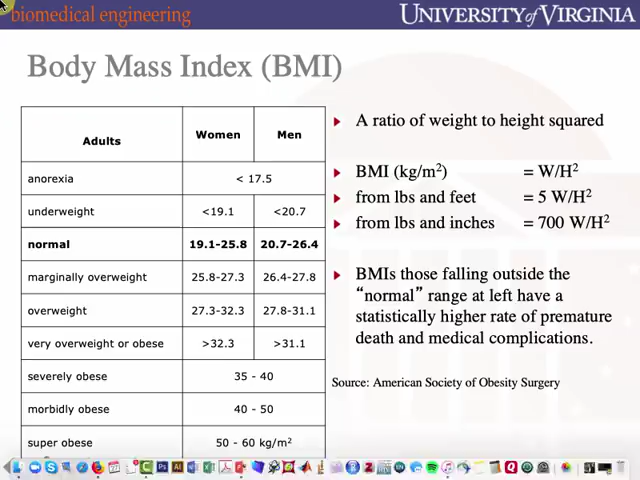 biomedical engineering
UNIVERSITY of VIRGINIA
Body Mass Index (BMI)
Adults Women Men
anorexia < 17.5
underweight <19.1 <20.7
normal 19.1-25.8 20.7-26.4
marginally overweight 25.8-27.3 26.4-27.8
overweight 27.3-32.3 27.8-31.1
very overweight or obese >32.3 >31.1
severely obese 35 - 40
morbidly obese 40 - 50
super obese 50 - 60 kg/m²
A ratio of weight to height squared
BMI (kg/m²) = W/H²
from lbs and feet = 5 W/H²
from lbs and inches = 700 W/H²
BMIs those falling outside the
“normal” range at left have a
statistically higher rate of premature
death and medical complications.
Source: American Society of Obesity Surgery